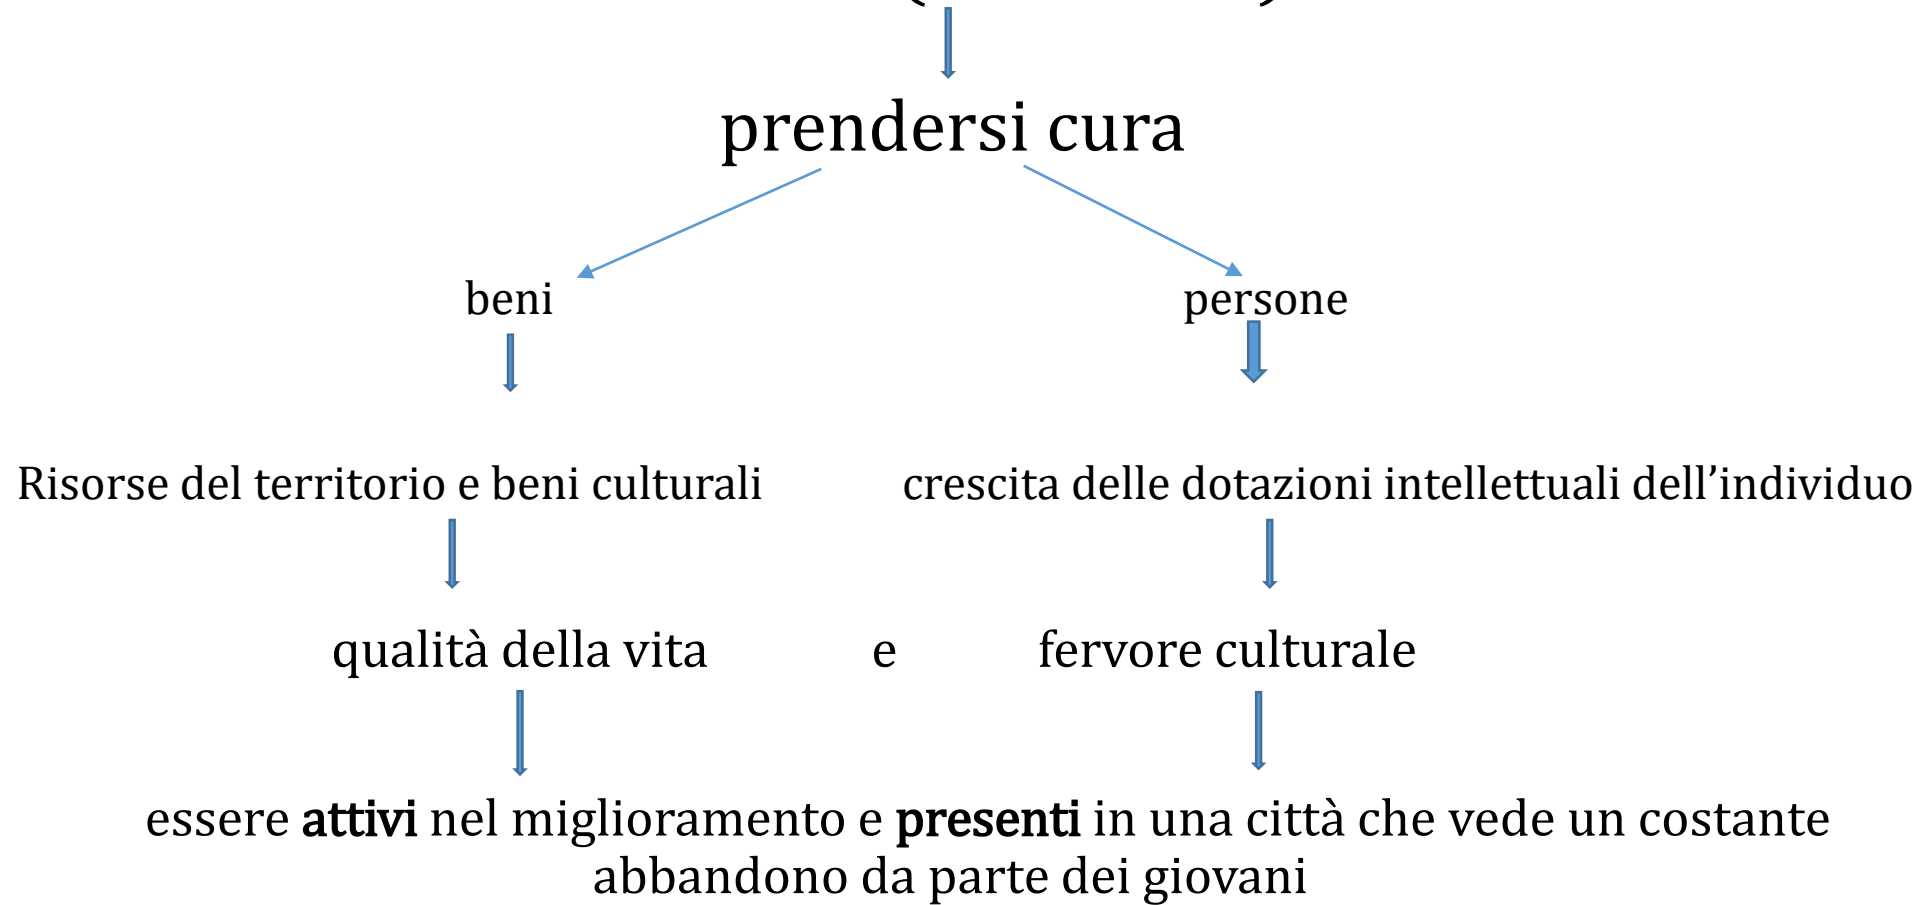 prendersi cura
beni persone
Risorse del territorio e beni culturali crescita delle dotazioni intellettuali dell’individuo
qualità della vita e fervore culturale
essere attivi nel miglioramento e presenti in una città che vede un costante
abbandono da parte dei giovani